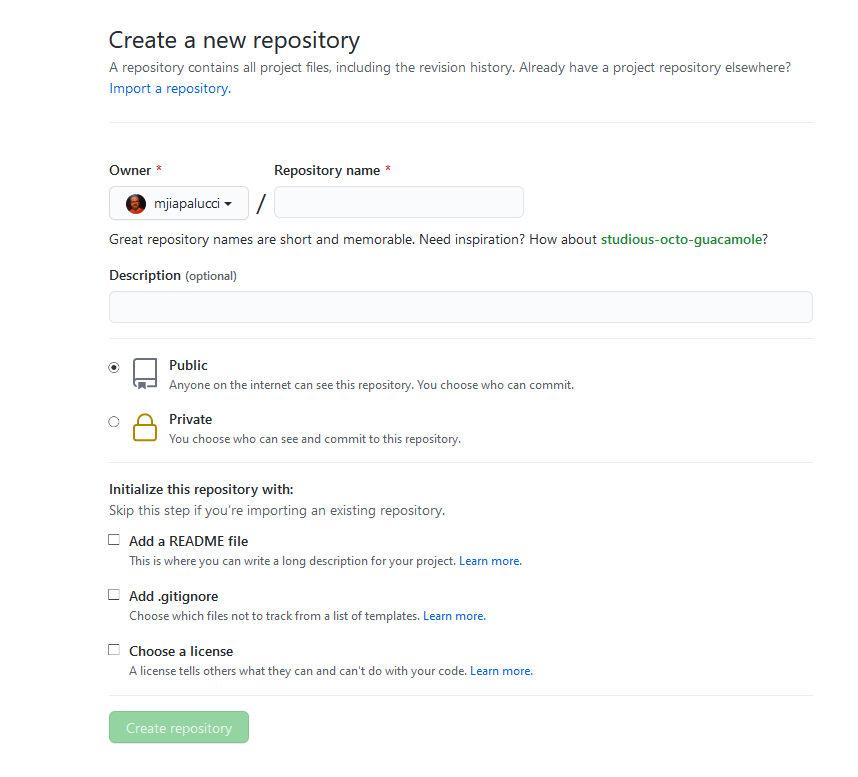 Create a new repository
A repository contains all project files, including the revision history. Already have a project repository elsewhere?
Import a repository.
Owner * Repository name *
mjiapalucci /
Great repository names are short and memorable. Need inspiration? How about studious-octo-guacamole?
Description (optional)
Public
Anyone on the internet can see this repository. You choose who can commit.
Private
You choose who can see and commit to this repository.
Initialize this repository with:
Skip this step if you're importing an existing repository.
Add a README file
This is where you can write a long description for your project. Learn more.
Add .gitignore
Choose which files not to track from a list of templates. Learn more.
Choose a license
A license tells others what they can and can't do with your code. Learn more.
Create repository